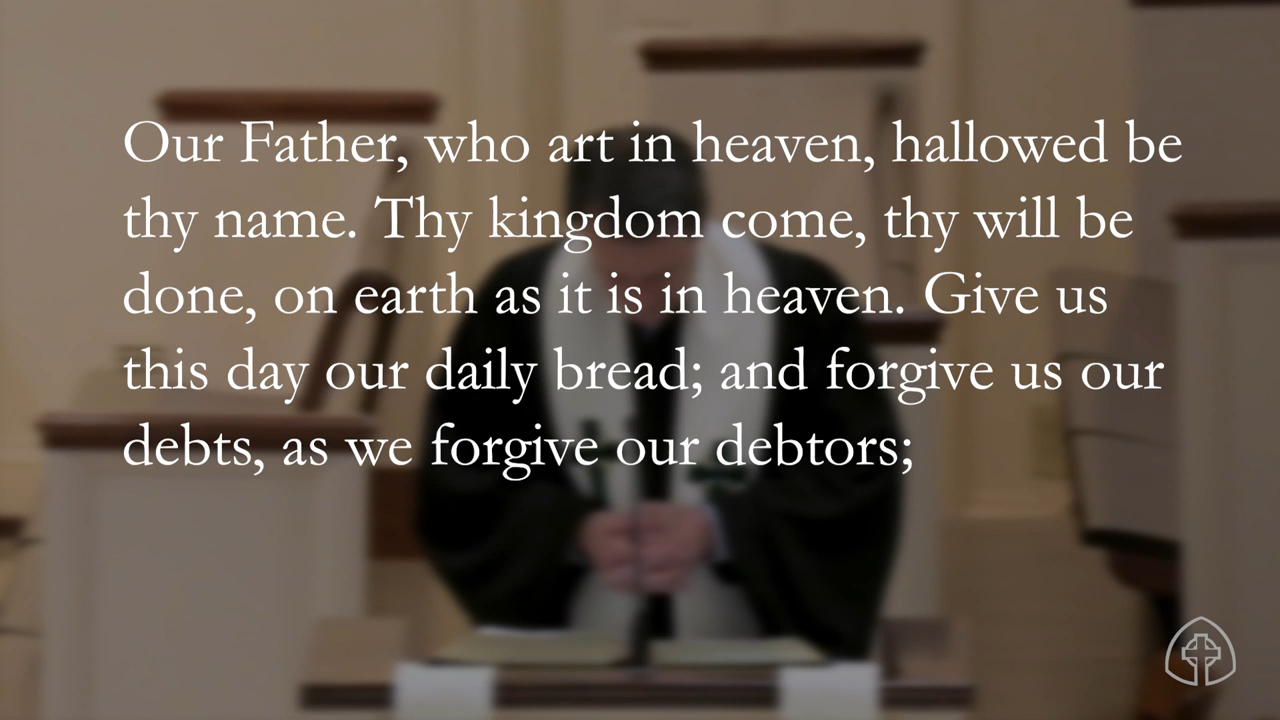 Our Father, who art in heaven, hallowed be
thy name. Thy kingdom come, thy will be
done, on earth as it is in heaven. Give us
this day our daily bread; and forgive us our
debts, as we forgive our debtors;